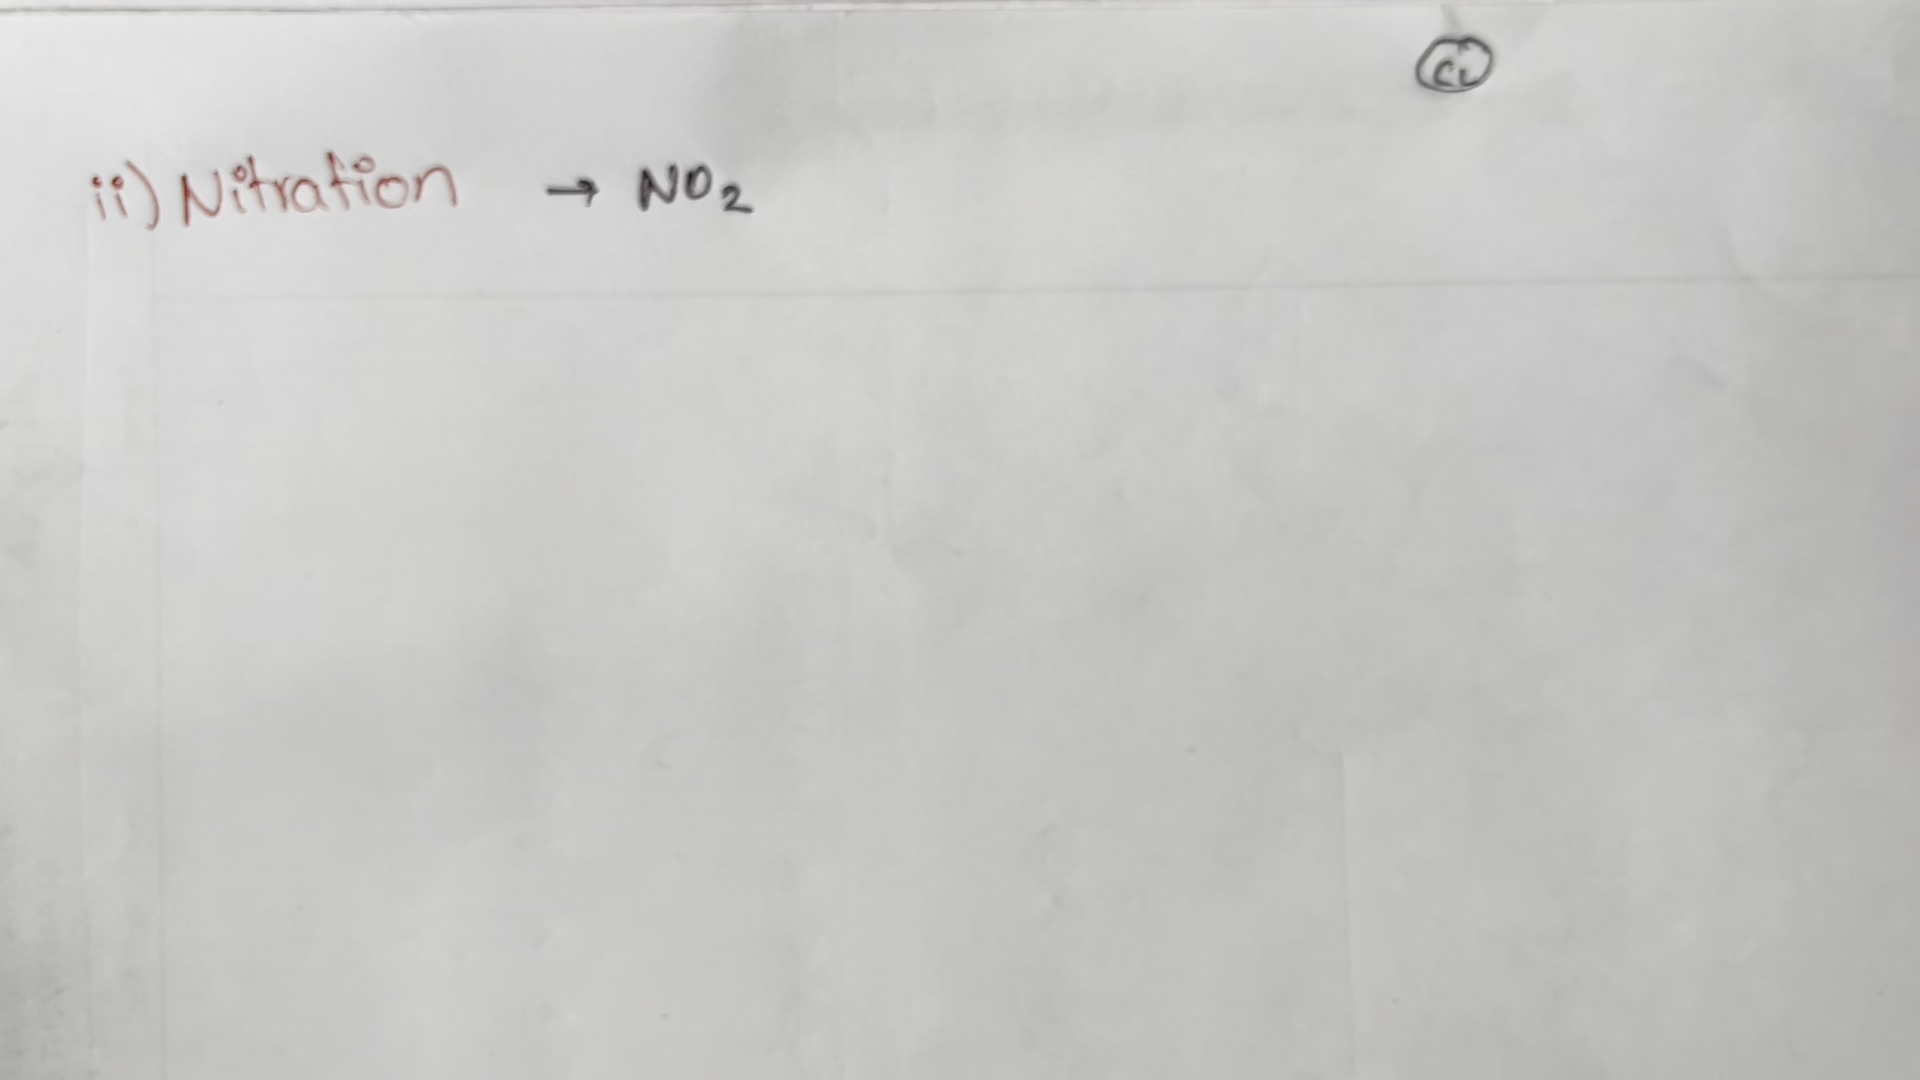 Cl
ii) Nitration → NO₂